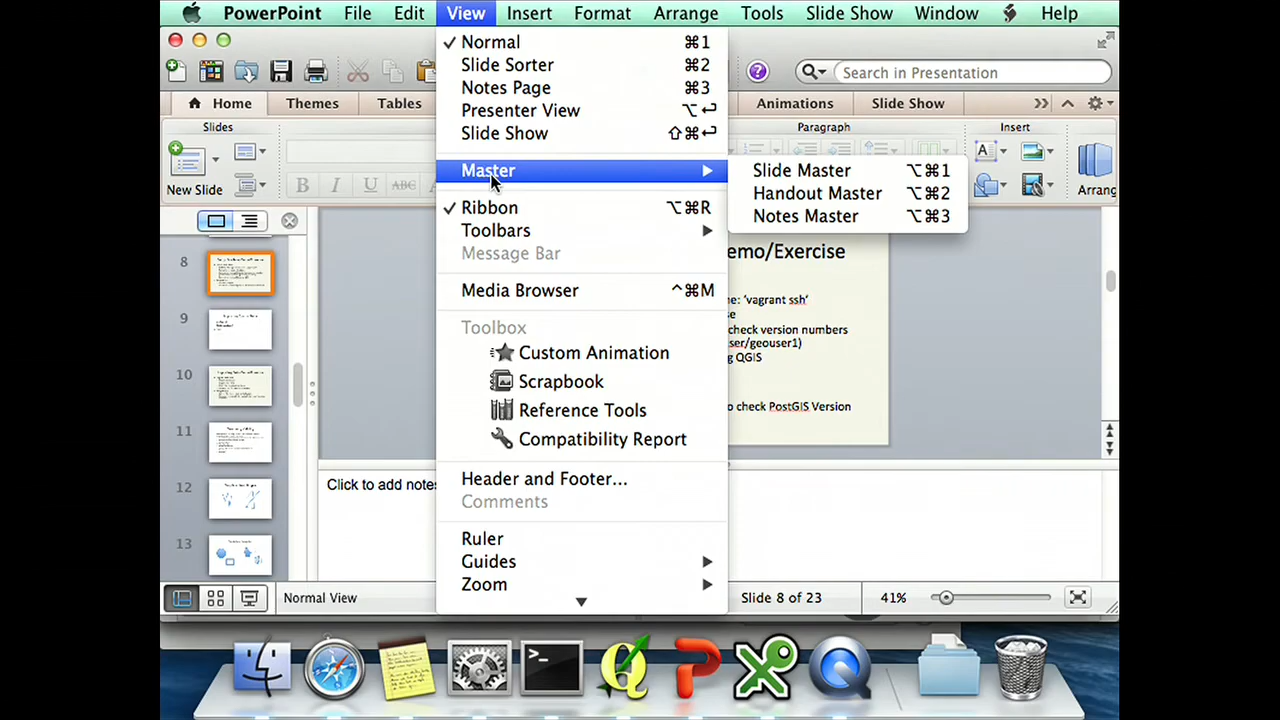 PowerPoint File Edit View Insert Format Arrange Tools Slide Show Window Help
Search in Presentation
Home Themes Tables Animations Slide Show
Slides Paragraph Insert
New Slide B I U ABC Arrang
✓ Normal ⌘1
Slide Sorter ⌘2
Notes Page ⌘3
Presenter View ⌥↩
Slide Show ⇧⌘↩
Master ▶
Slide Master ⌥⌘1
Handout Master ⌥⌘2
Notes Master ⌥⌘3
✓ Ribbon ⌥⌘R
Toolbars ▶
Message Bar
Media Browser ^⌘M
Toolbox
Custom Animation
Scrapbook
Reference Tools
Compatibility Report
Header and Footer...
Comments
Ruler
Guides ▶
Zoom ▶
8
9
10
11
12
13
emo/Exercise
ne: 'vagrant ssh'
se
check version numbers
ser/geouser1)
g QGIS
o check PostGIS Version
Click to add notes
Normal View Slide 8 of 23 41%